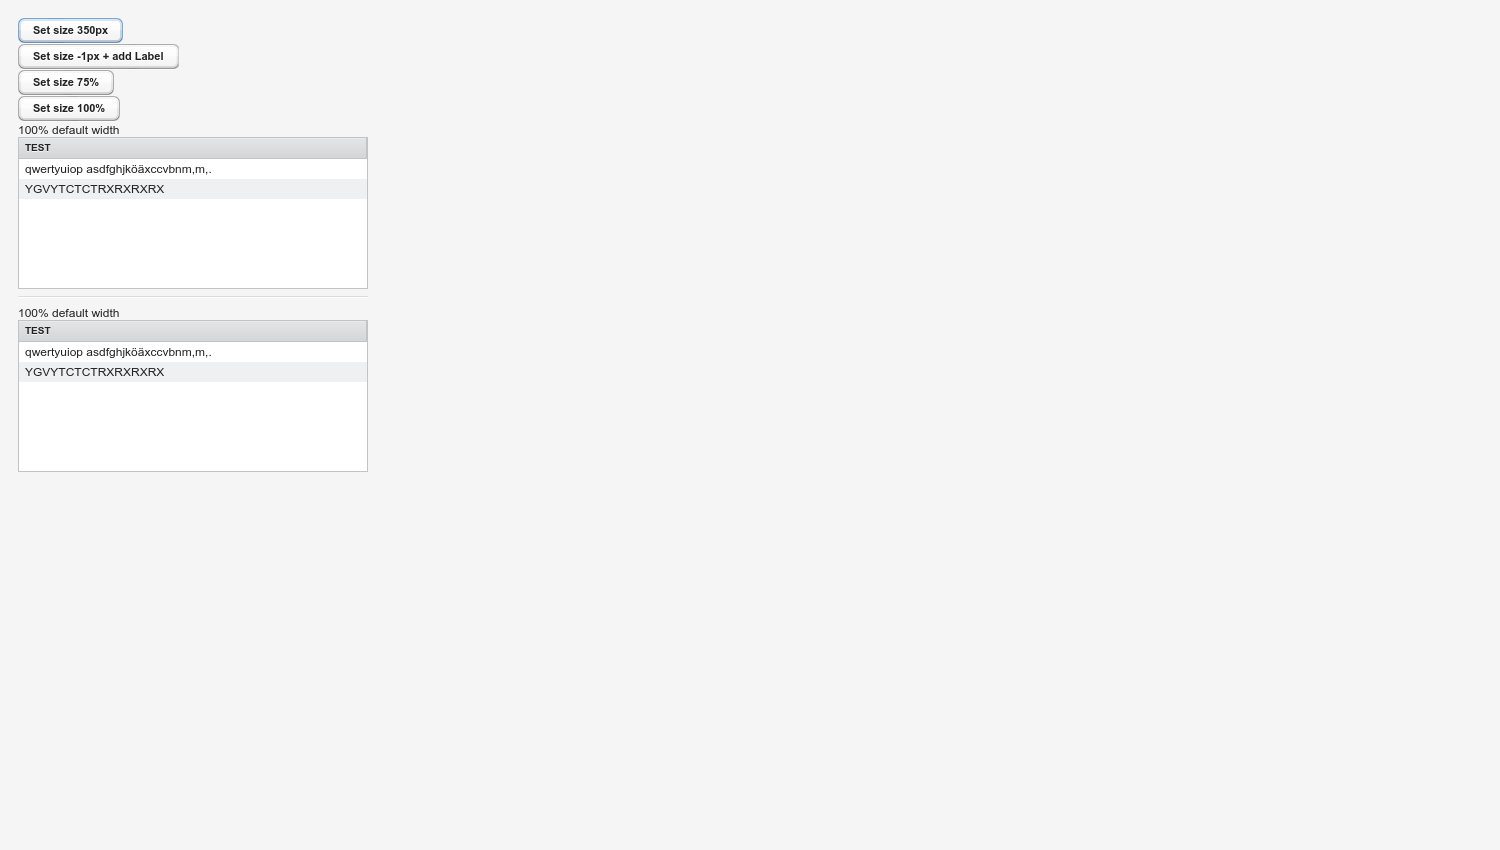 Set size 350px
Set size -1px + add Label
Set size 75%
Set size 100%
100% default width
TEST
qwertyuiop asdfghjköäxccvbnm,m,.
YGVYTCTCTRXRXRXRX
100% default width
TEST
qwertyuiop asdfghjköäxccvbnm,m,.
YGVYTCTCTRXRXRXRX